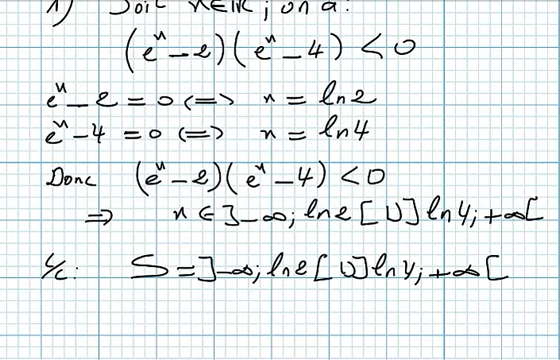 1) Soit x∈ℝ, on a:
(eˣ - 2)(eˣ - 4) < 0
eˣ - 2 = 0 <=> x = ln2
eˣ - 4 = 0 <=> x = ln4
Donc (eˣ - 2)(eˣ - 4) < 0
=> x ∈ ]-∞; ln2[ U ]ln4; +∞[
C/c: S = ]-∞; ln2[ U ]ln4; +∞[